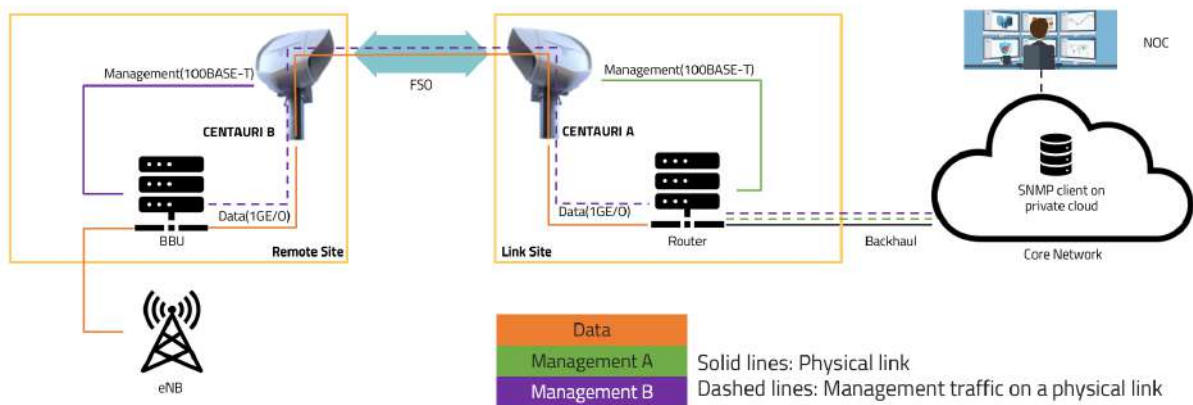 NOC
Management(100BASE-T)
FSO
Management(100BASE-T)
CENTAURI B
CENTAURI A
SNMP client on
private cloud
Data(1GE/O)
Data(1GE/O)
BBU
Remote Site
Link Site
Router
Backhaul
Core Network
eNB
Data
Management A
Management B
Solid lines: Physical link
Dashed lines: Management traffic on a physical link